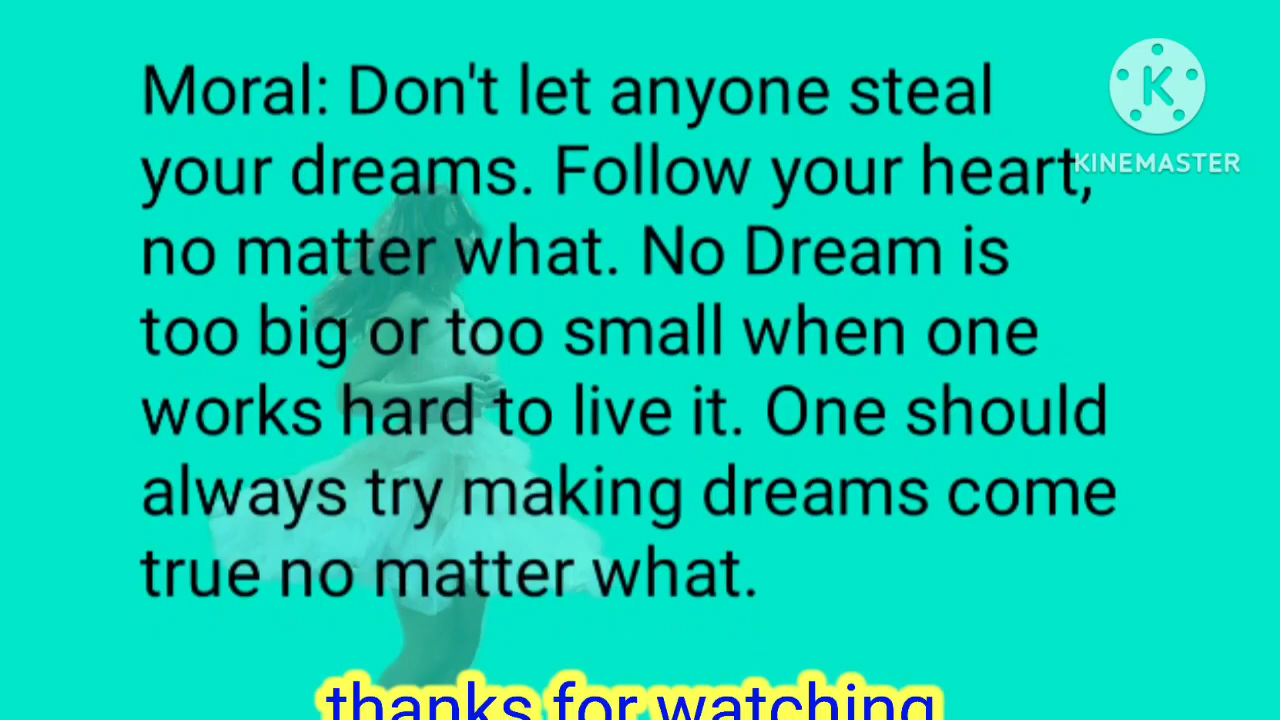 Moral: Don't let anyone steal
your dreams. Follow your heart,
no matter what. No Dream is
too big or too small when one
works hard to live it. One should
always try making dreams come
true no matter what.
K
KINEMASTER
thanks for watching